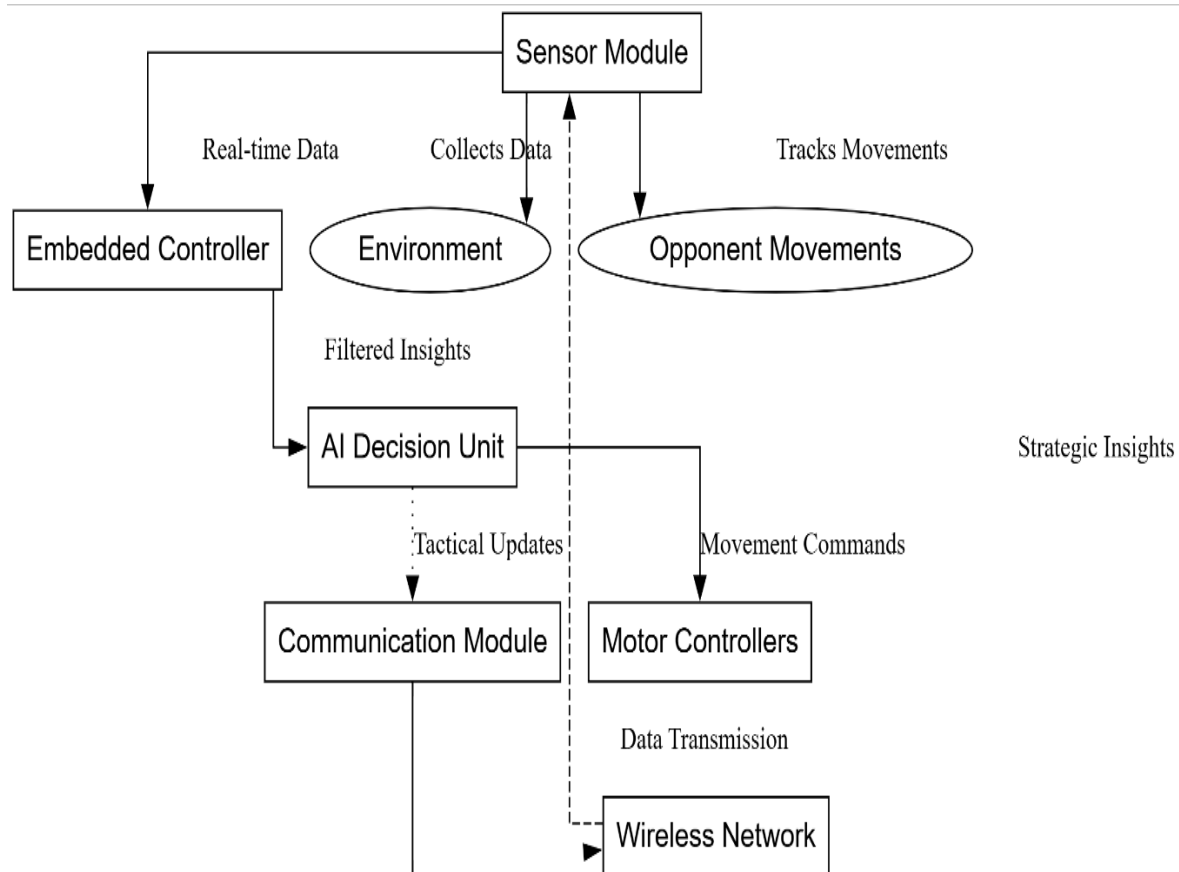 Sensor Module
Real-time Data
Collects Data
Tracks Movements
Embedded Controller
Environment
Opponent Movements
Filtered Insights
AI Decision Unit
Strategic Insights
Tactical Updates
Movement Commands
Communication Module
Motor Controllers
Data Transmission
Wireless Network